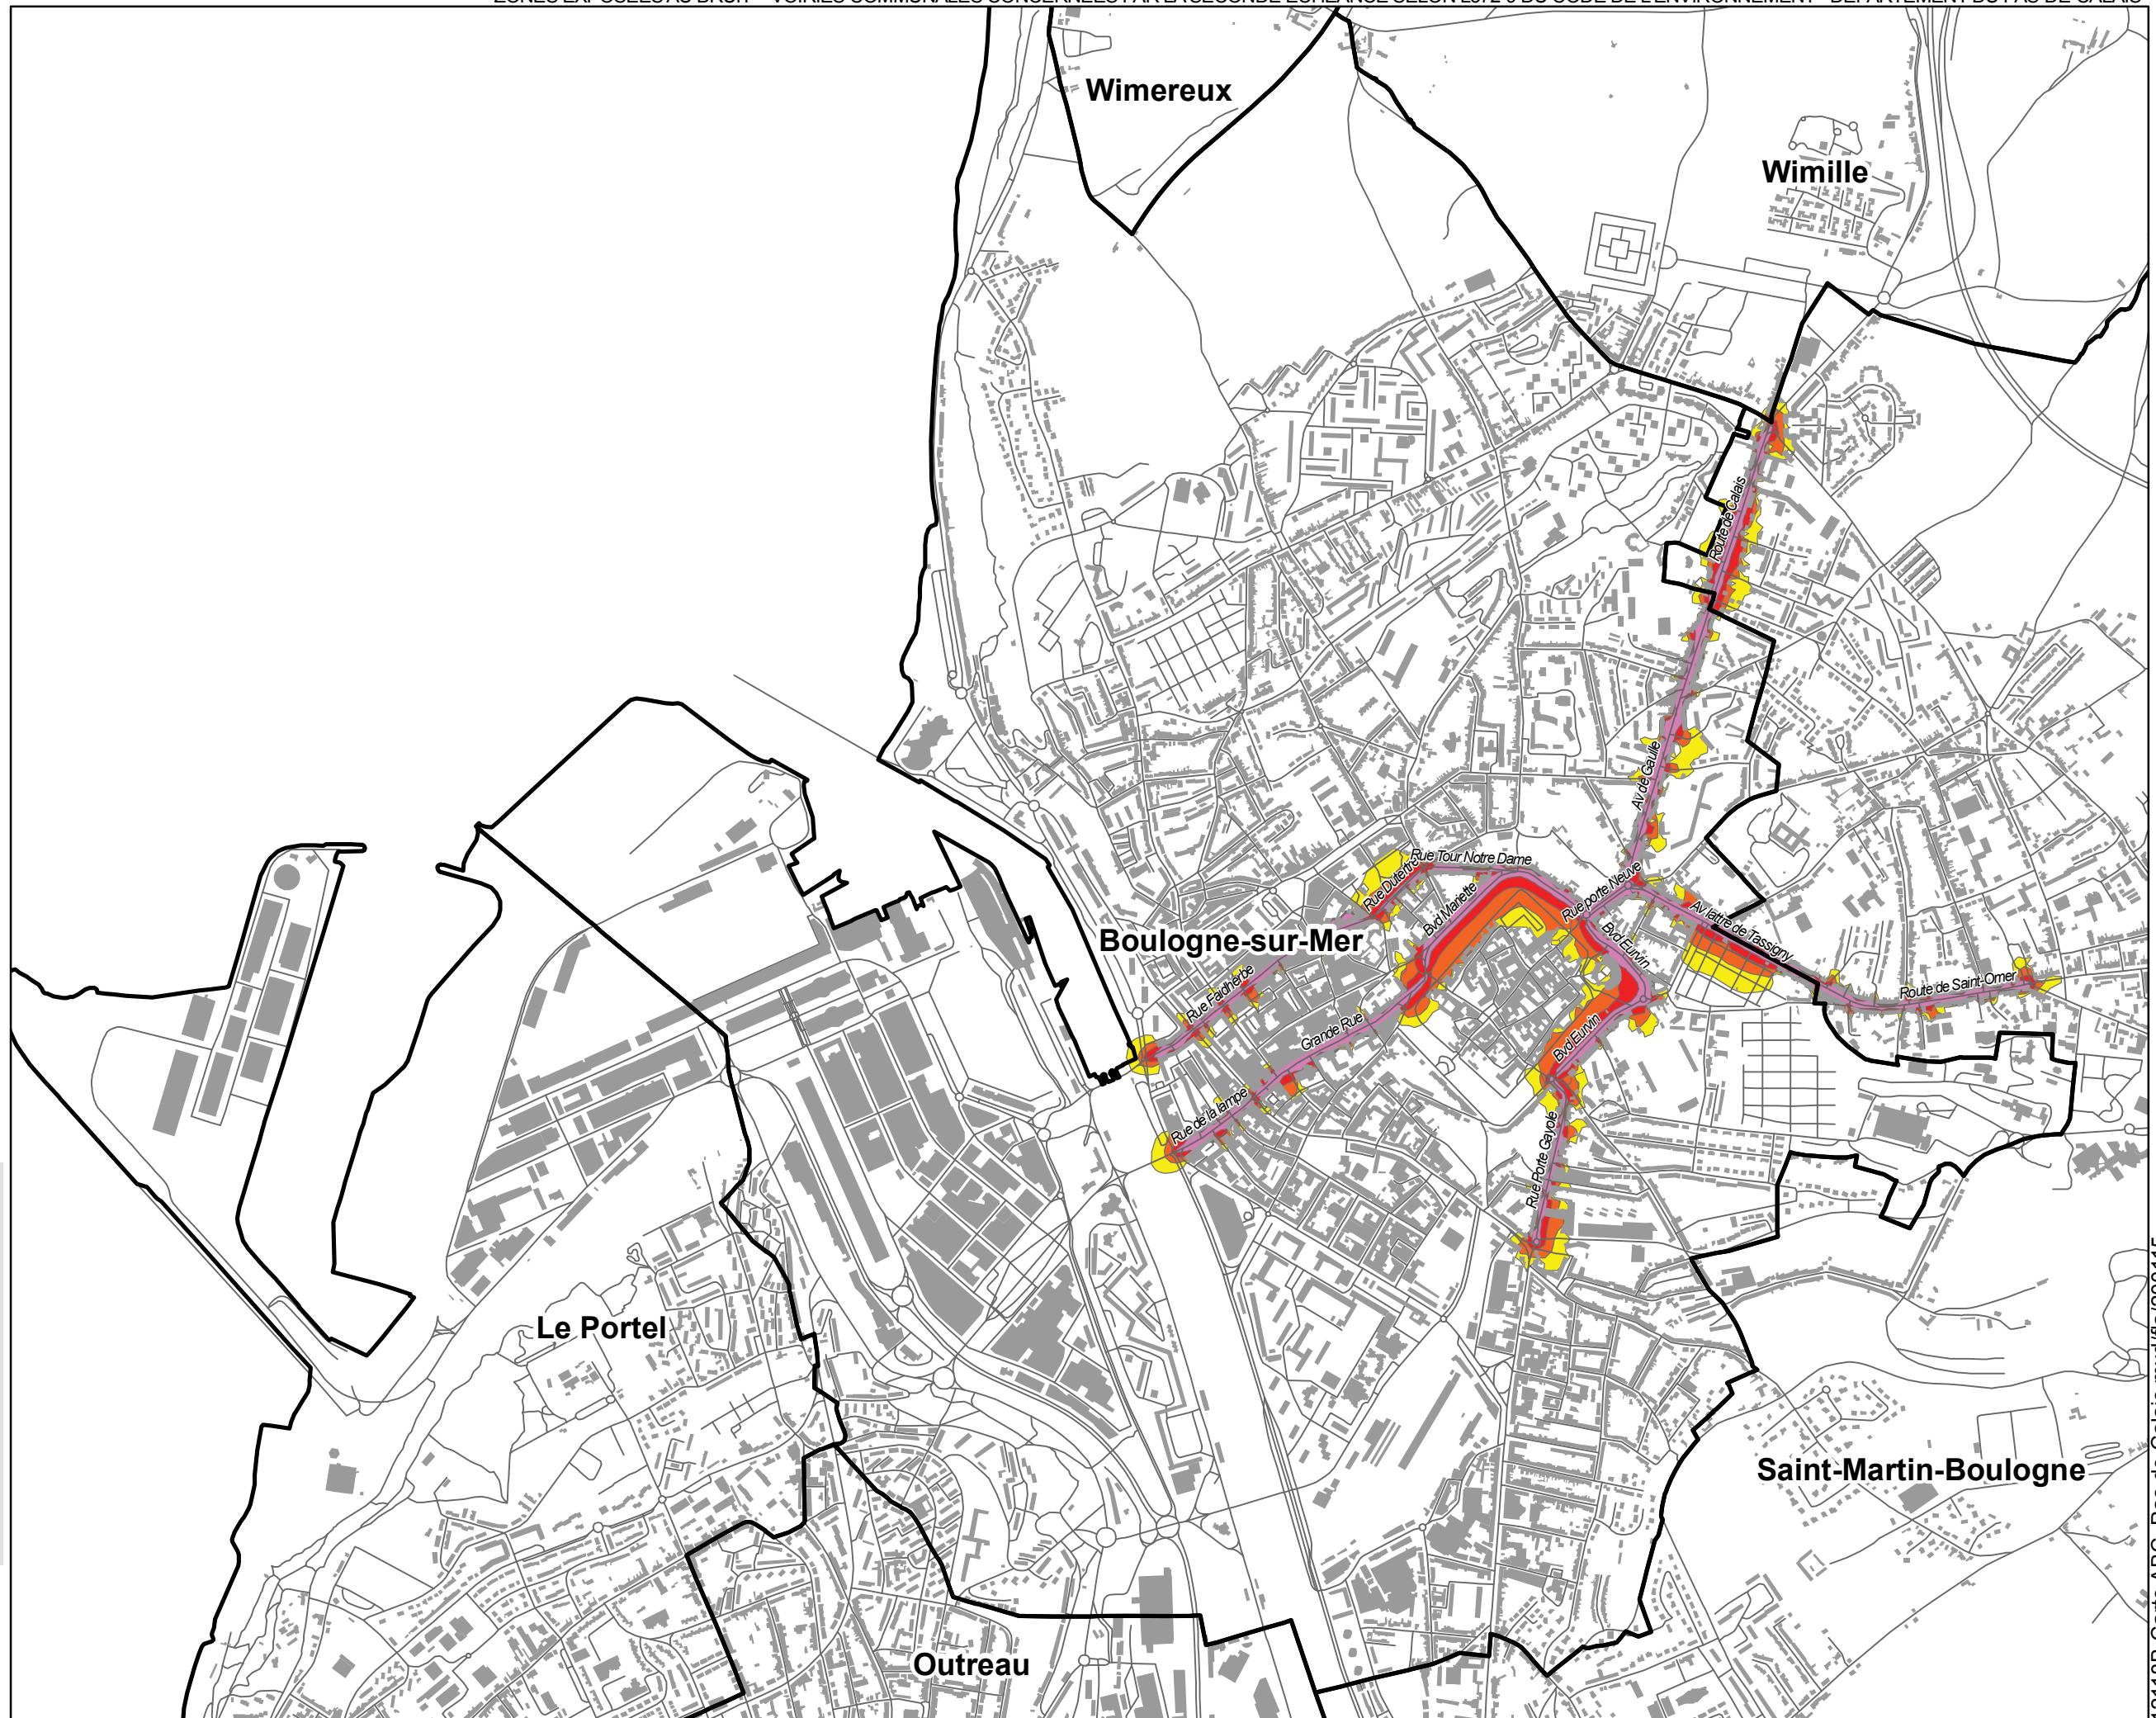 Wimereux
Wimille
Route de Calais
Av de Gaulle
Rue Tour Notre Dame
Rue Dutertre
Bvd Mariette
Rue porte Neuve
Av lattre de Tassigny
Boulogne-sur-Mer
Bvd Eurvin
Rue Faidherbe
Route de Saint-Omer
Grande Rue
Bvd Eurvin
Rue de la lampe
Rue Porte Gayole
Le Portel
Saint-Martin-Boulogne
Outreau